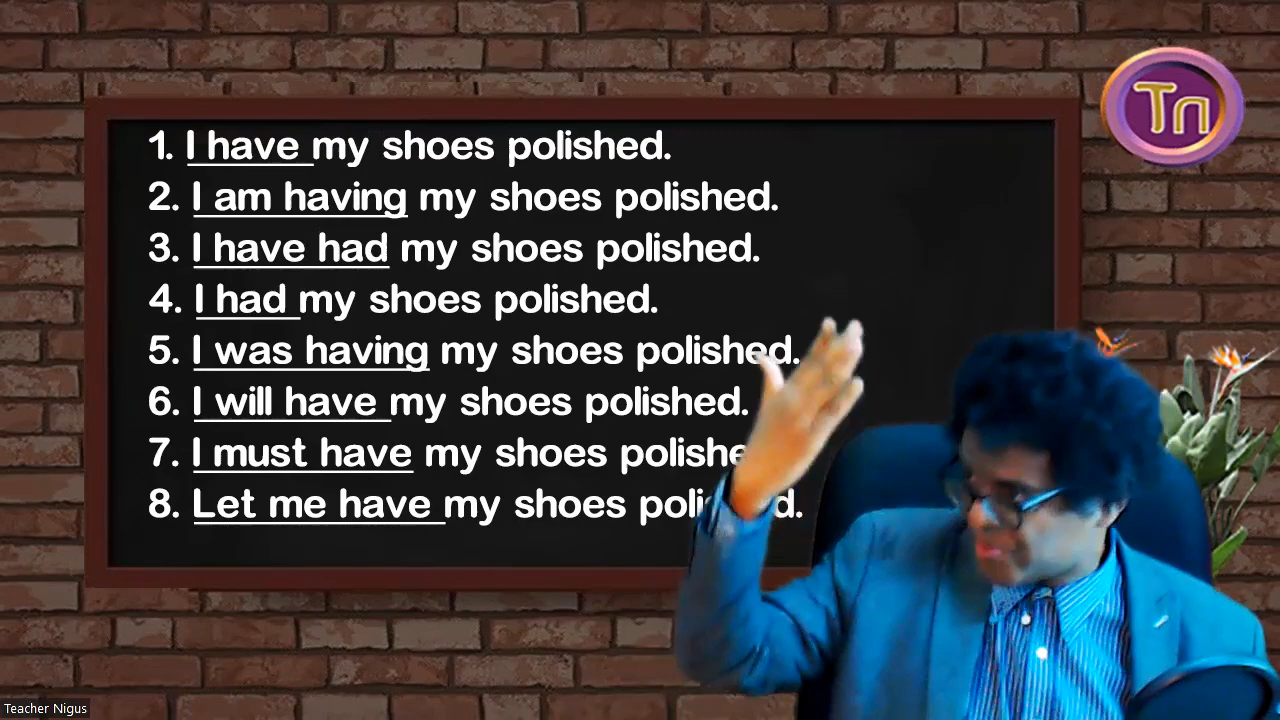 1. I have my shoes polished.
2. I am having my shoes polished.
3. I have had my shoes polished.
4. I had my shoes polished.
5. I was having my shoes polished.
6. I will have my shoes polished.
7. I must have my shoes polishe
8. Let me have my shoes polished.
Tn
Teacher Nigus